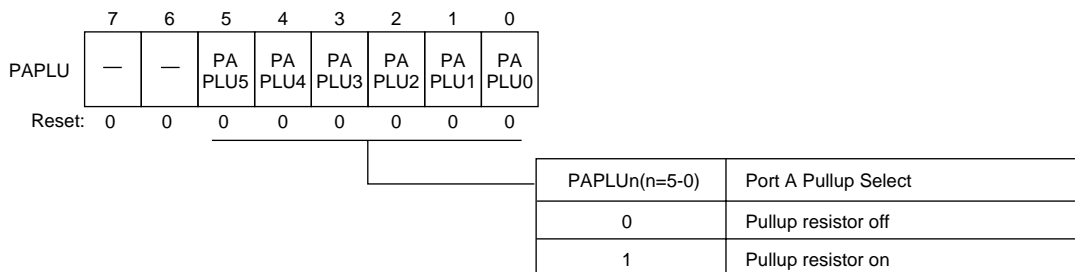 7 6 5 4 3 2 1 0
PAPLU — — PA PLU5 PA PLU4 PA PLU3 PA PLU2 PA PLU1 PA PLU0
Reset: 0 0 0 0 0 0 0 0
PAPLUn(n=5-0) Port A Pullup Select
0 Pullup resistor off
1 Pullup resistor on